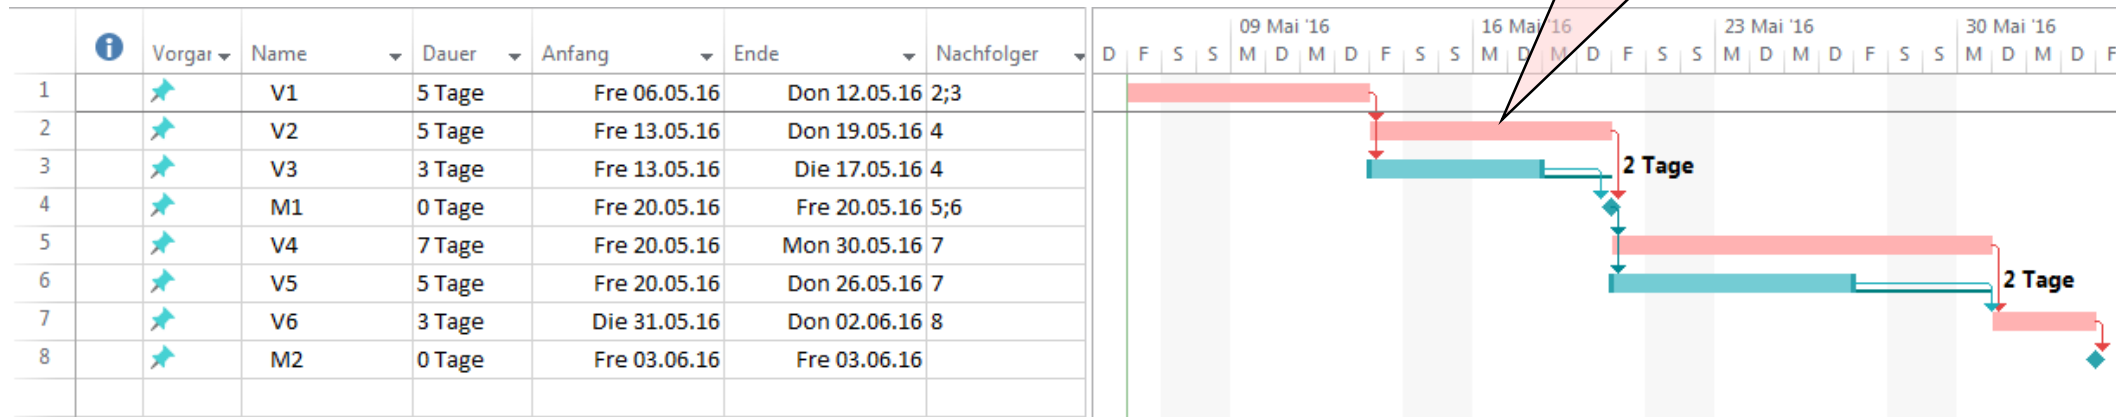 09 Mai '16 16 Mai '16 23 Mai '16 30 Mai '16
Vorgar Name Dauer Anfang Ende Nachfolger D F S S M D M D F S S M D M D F S S M D M D F S S M D M D F
1 V1 5 Tage Fre 06.05.16 Don 12.05.16 2;3
2 V2 5 Tage Fre 13.05.16 Don 19.05.16 4
3 V3 3 Tage Fre 13.05.16 Die 17.05.16 4 2 Tage
4 M1 0 Tage Fre 20.05.16 Fre 20.05.16 5;6
5 V4 7 Tage Fre 20.05.16 Mon 30.05.16 7
6 V5 5 Tage Fre 20.05.16 Don 26.05.16 7 2 Tage
7 V6 3 Tage Die 31.05.16 Don 02.06.16 8
8 M2 0 Tage Fre 03.06.16 Fre 03.06.16